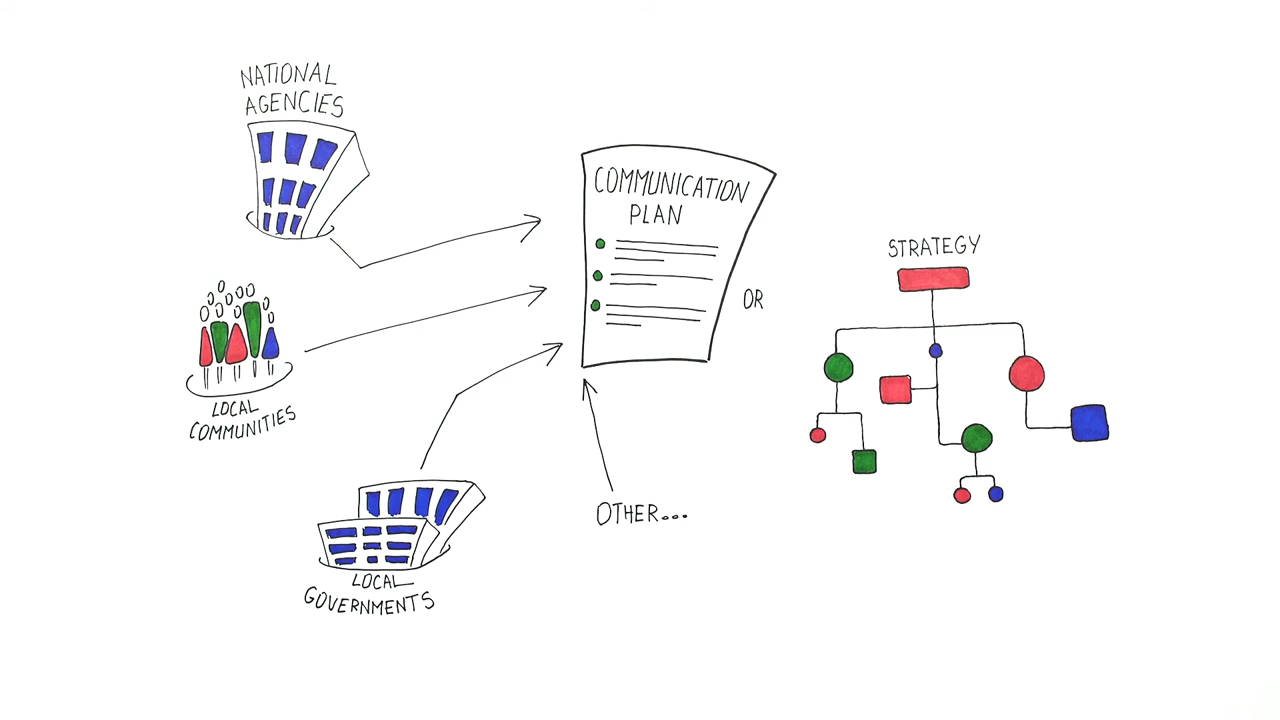 NATIONAL
AGENCIES
LOCAL
COMMUNITIES
LOCAL
GOVERNMENTS
OTHER...
COMMUNICATION
PLAN
OR
STRATEGY